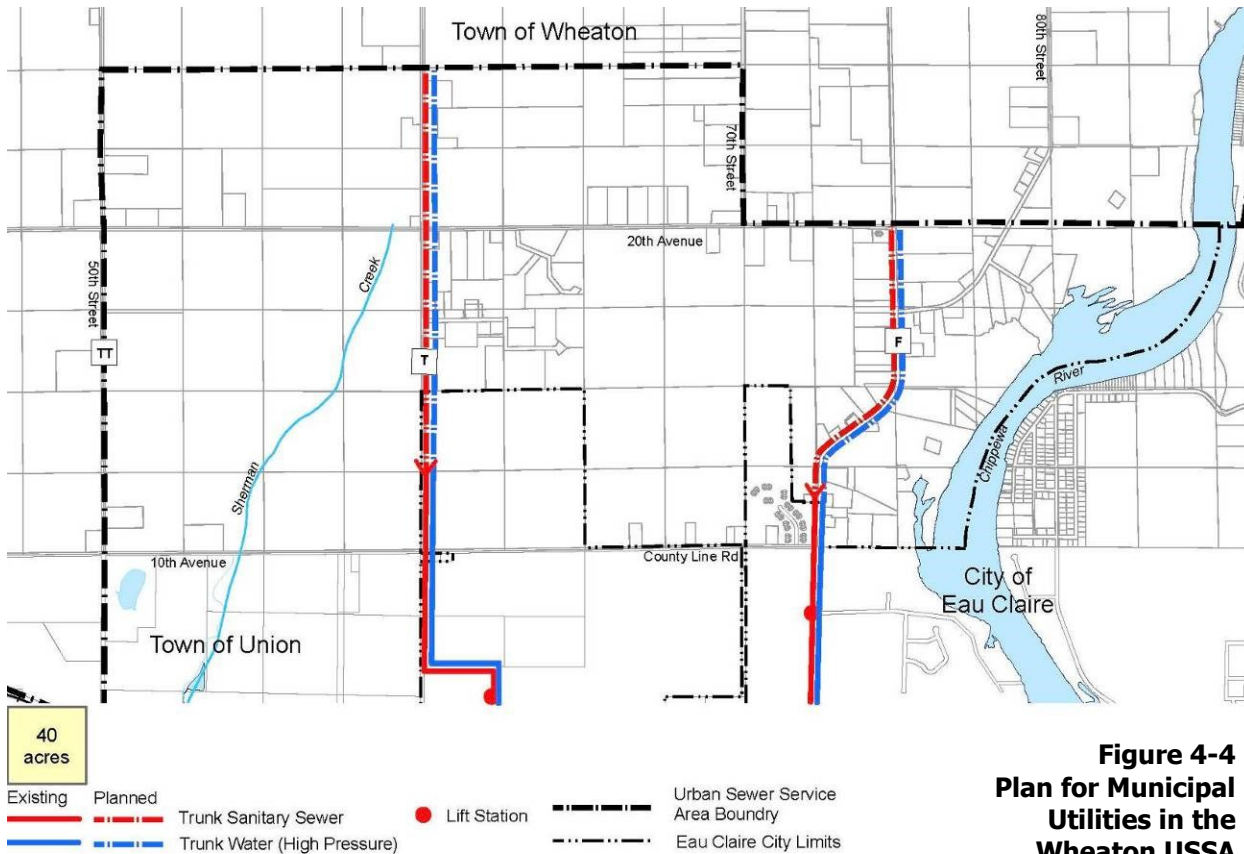 Town of Wheaton
80th Street
70th Street
20th Avenue
50th Street
Creek
TT
T
F
River
Sherman
Chippewa
10th Avenue
County Line Rd
City of
Eau Claire
Town of Union
40
acres
Figure 4-4
Plan for Municipal
Utilities in the
Wheaton USSA
Existing Planned
Trunk Sanitary Sewer
Trunk Water (High Pressure)
Lift Station
Urban Sewer Service
Area Boundry
Eau Claire City Limits